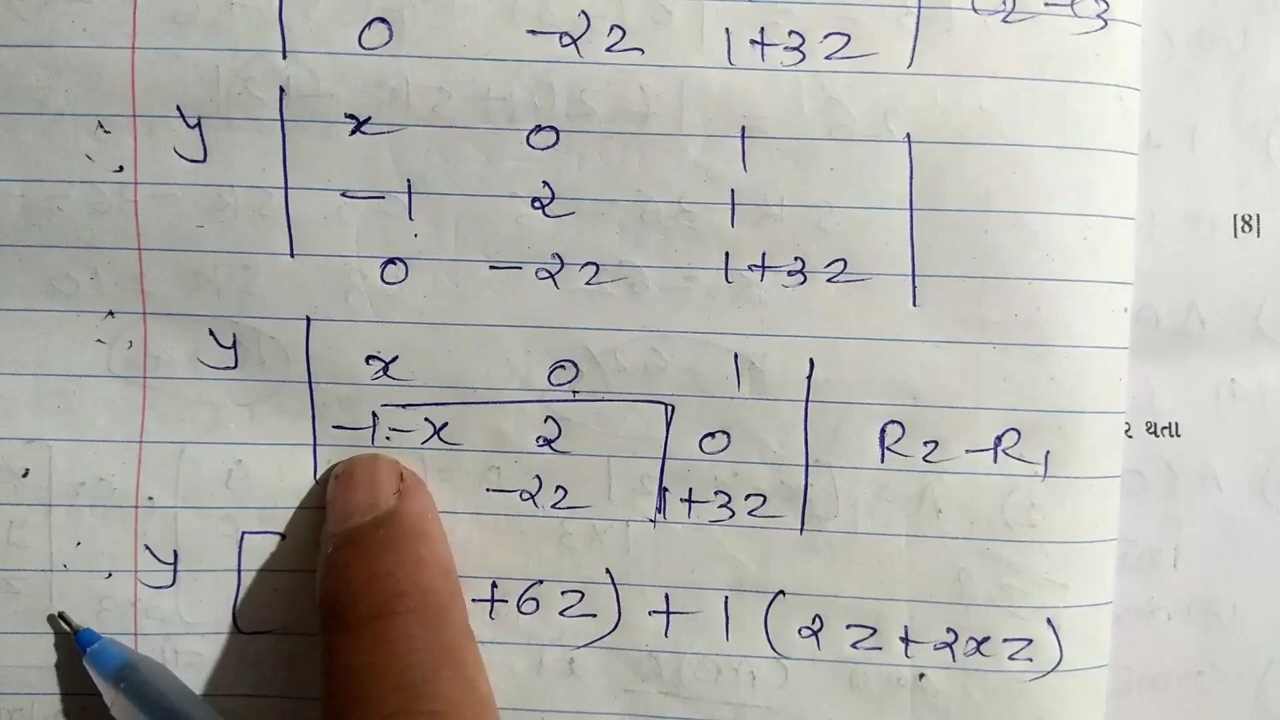 0 -2z 1+3z
∴ y | x 0 1 |
-1 2 1
0 -2z 1+3z
[8]
∴ y | x 0 1 |
-1-x 2 0 R2-R1
-2z 1+3z
ર થતા
∴ y [ +6z) + 1 (2z+2xz)